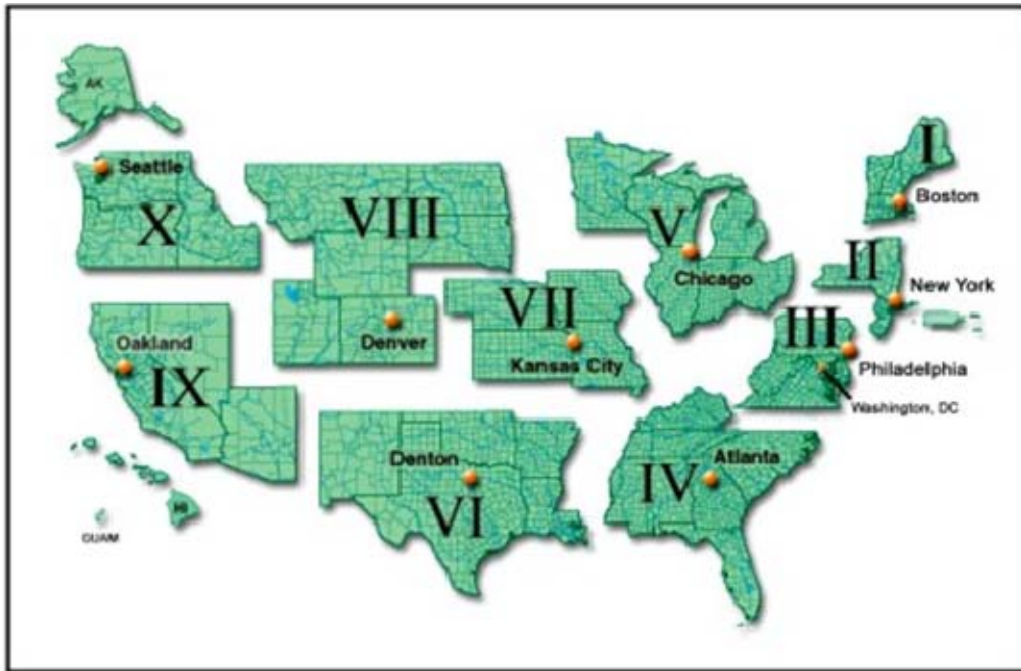 AK
Seattle
X
VIII
V
Chicago
I
Boston
II
New York
III
Philadelphia
Washington, DC
Oakland
IX
Denver
VII
Kansas City
Denton
VI
IV
Atlanta
HI
GUAM